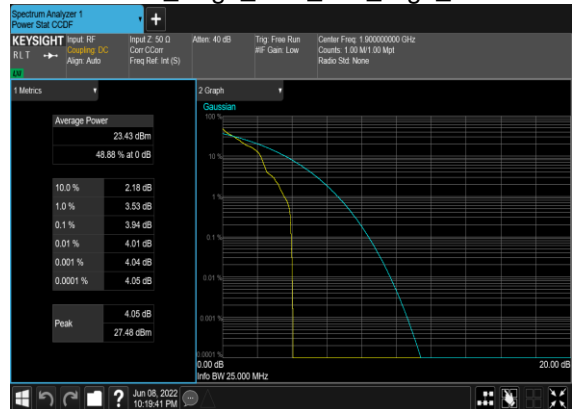 Spectrum Analyzer 1
Power Stat CCDF
KEYSIGHT
RLT
Input: RF
Coupling: DC
Align: Auto
Input Z: 50 Ω
Corr CCorr
Freq Ref: Int (S)
Atten: 40 dB
Trig: Free Run
#IF Gain: Low
Center Freq: 1.900000000 GHz
Counts: 1.00 M/1.00 Mpt
Radio Std: None
1 Metrics
Average Power
23.43 dBm
48.88 % at 0 dB
10.0 % 2.18 dB
1.0 % 3.53 dB
0.1 % 3.94 dB
0.01 % 4.01 dB
0.001 % 4.04 dB
0.0001 % 4.05 dB
Peak
4.05 dB
27.48 dBm
2 Graph
Gaussian
100 %
10 %
1 %
0.1 %
0.01 %
0.001 %
0.0001 %
0.00 dB 20.00 dB
Info BW 25.000 MHz
Jun 08, 2022
10:19:41 PM